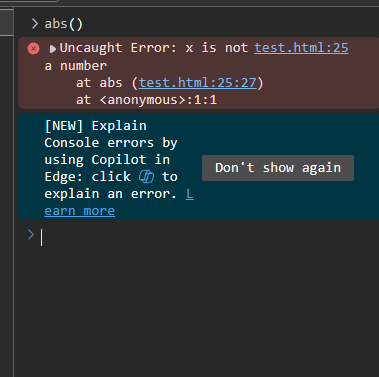 > abs()
Uncaught Error: x is not test.html:25
a number
at abs (test.html:25:27)
at <anonymous>:1:1
[NEW] Explain
Console errors by
using Copilot in
Edge: click to
explain an error. L
earn more
Don't show again
>